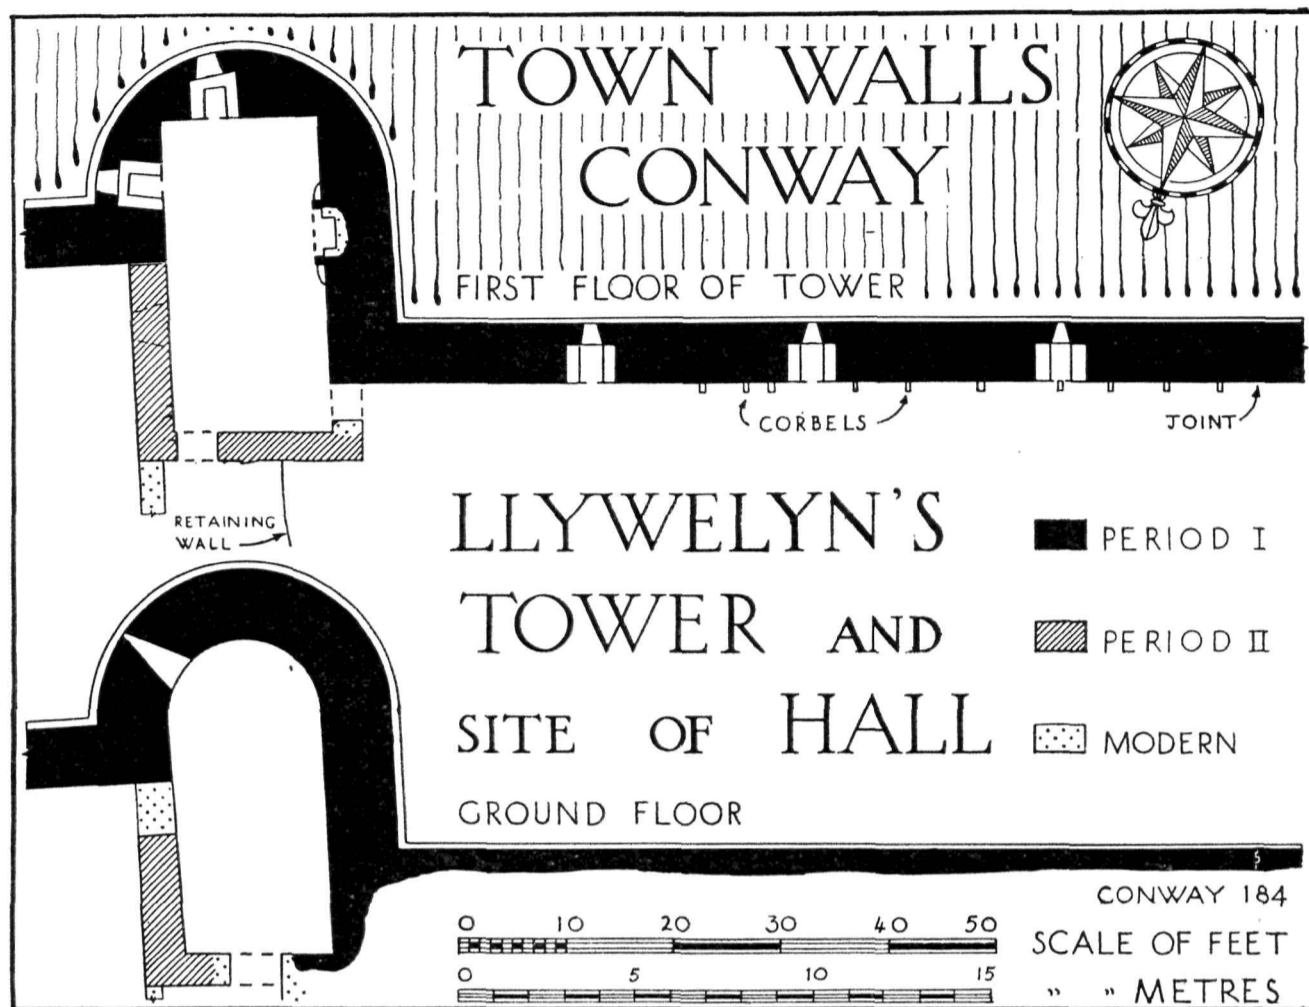 TOWN WALLS
CONWAY
FIRST FLOOR OF TOWER
CORBELS
JOINT
RETAINING
WALL
LLYWELYN'S
TOWER AND
SITE OF HALL
GROUND FLOOR
PERIOD I
PERIOD II
MODERN
CONWAY 184
0 10 20 30 40 50
SCALE OF FEET
0 5 10 15
" " METRES